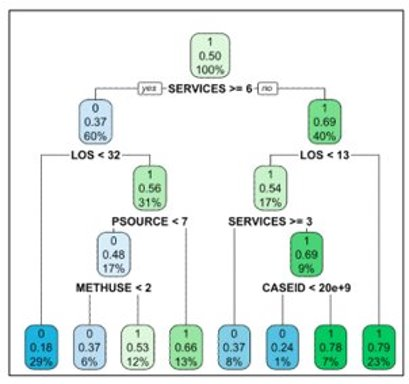 1
0.50
100%
yes SERVICES >= 6 no
0 1
0.37 0.69
60% 40%
LOS < 32 LOS < 13
1 1
0.56 0.54
31% 17%
PSOURCE < 7 SERVICES >= 3
0 1
0.48 0.69
17% 9%
METHUSE < 2 CASEID < 20e+9
0 0 1 1 0 0 1 1
0.18 0.37 0.53 0.66 0.37 0.24 0.78 0.79
29% 6% 12% 13% 8% 1% 7% 23%